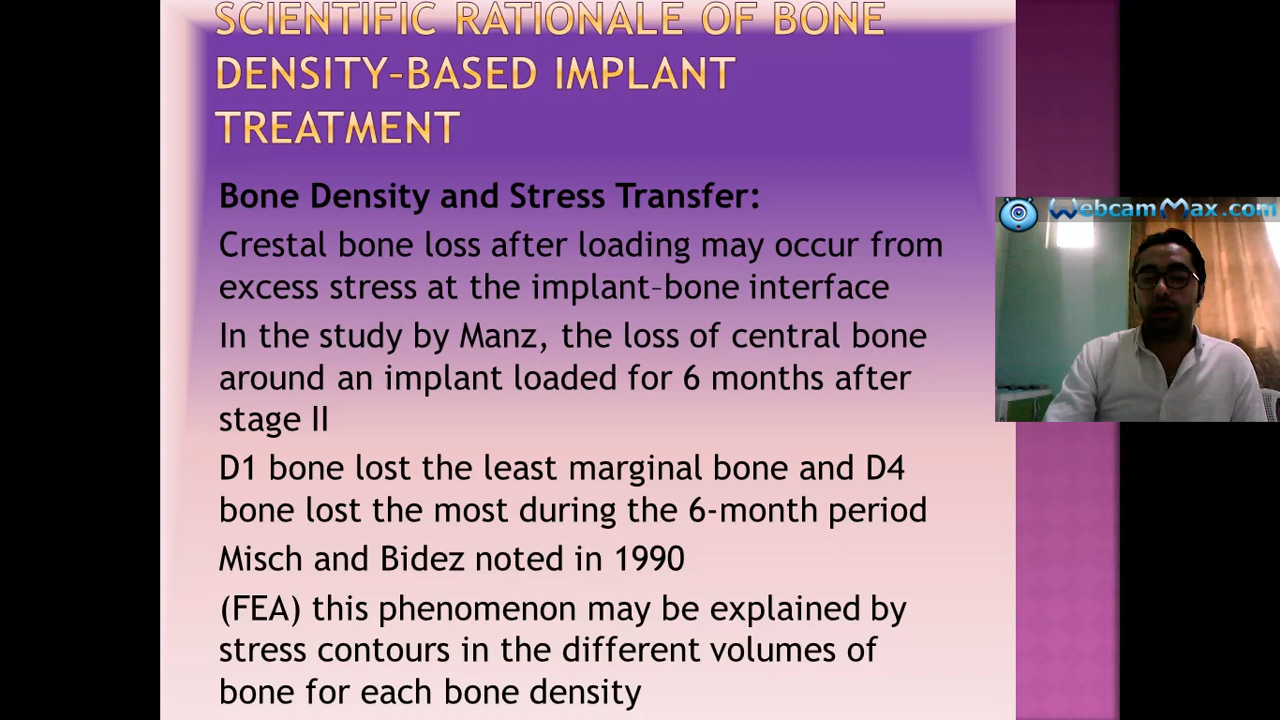 SCIENTIFIC RATIONALE OF BONE
DENSITY–BASED IMPLANT
TREATMENT
Bone Density and Stress Transfer:
Crestal bone loss after loading may occur from
excess stress at the implant–bone interface
In the study by Manz, the loss of central bone
around an implant loaded for 6 months after
stage II
D1 bone lost the least marginal bone and D4
bone lost the most during the 6-month period
Misch and Bidez noted in 1990
(FEA) this phenomenon may be explained by
stress contours in the different volumes of
bone for each bone density
WebcamMax.com